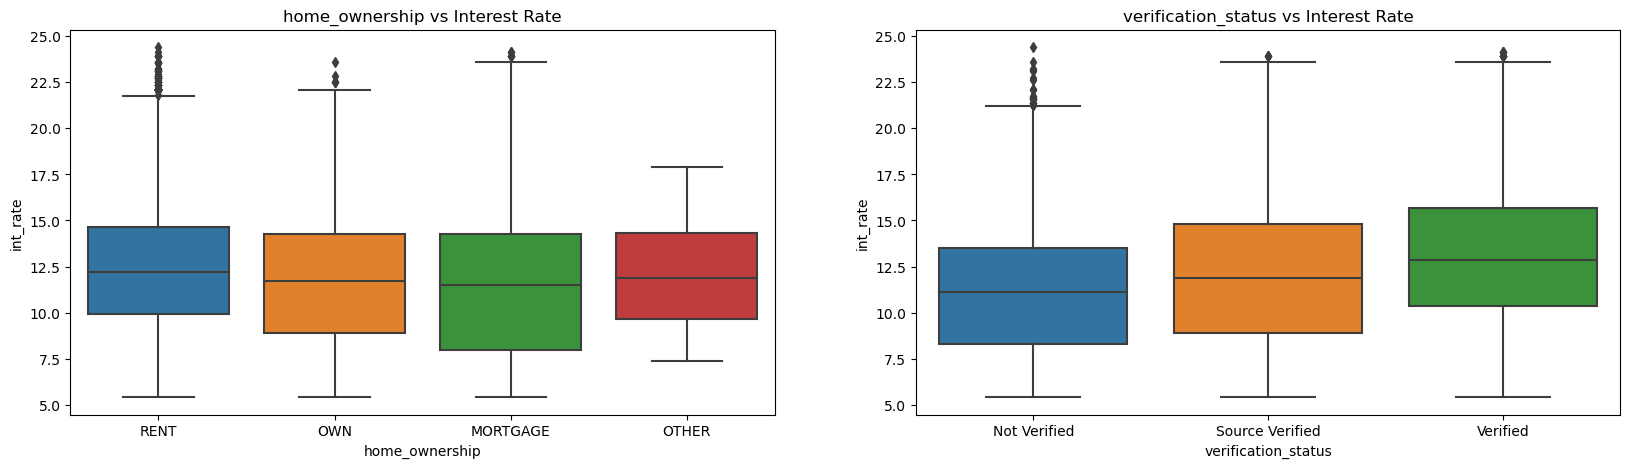 home_ownership vs Interest Rate
25.0
22.5
20.0
17.5
15.0
12.5
10.0
7.5
5.0
int_rate
RENT OWN MORTGAGE OTHER
home_ownership
verification_status vs Interest Rate
25.0
22.5
20.0
17.5
15.0
12.5
10.0
7.5
5.0
int_rate
Not Verified Source Verified Verified
verification_status